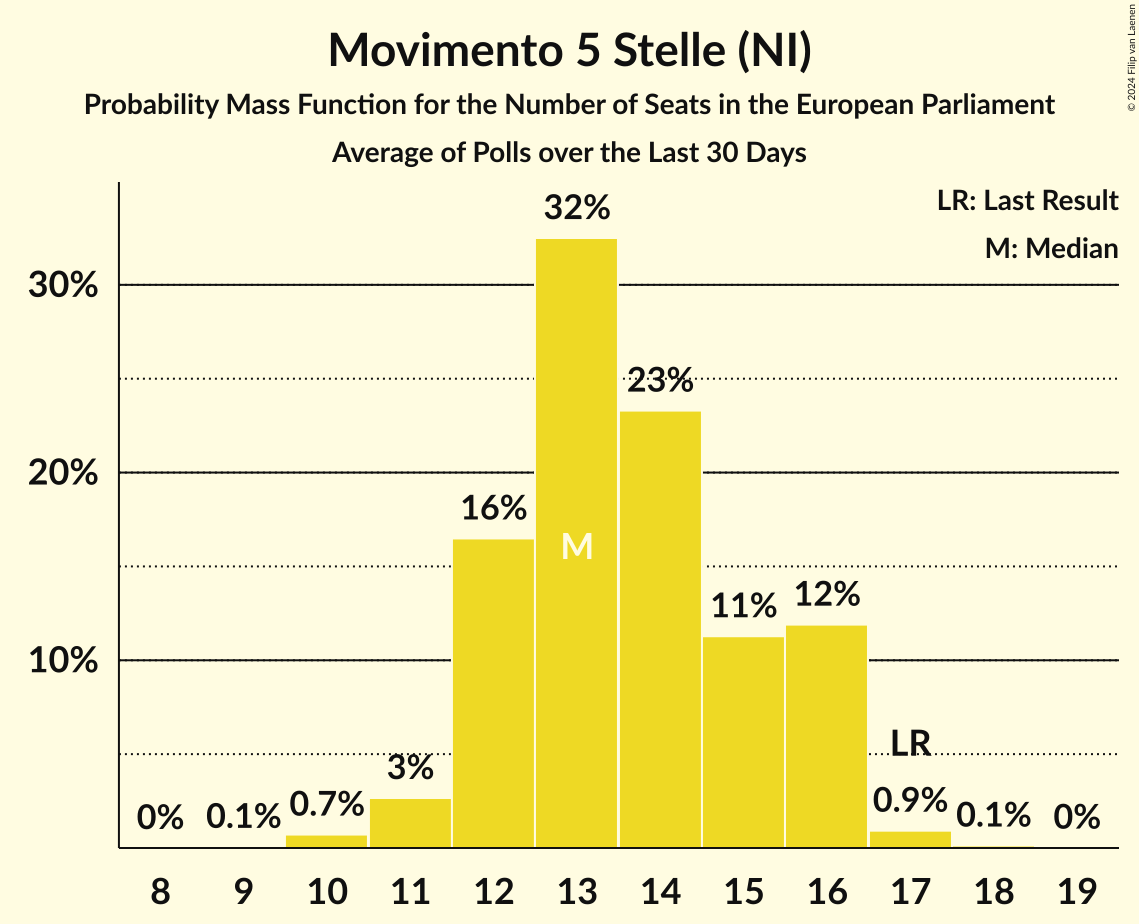 Movimento 5 Stelle (NI)
Probability Mass Function for the Number of Seats in the European Parliament
Average of Polls over the Last 30 Days
© 2024 Filip van Laenen
LR: Last Result
M: Median
30%
20%
10%
0%
0.1%
0.7%
3%
16%
32%
M
23%
11%
12%
LR
0.9%
0.1%
0%
8 9 10 11 12 13 14 15 16 17 18 19